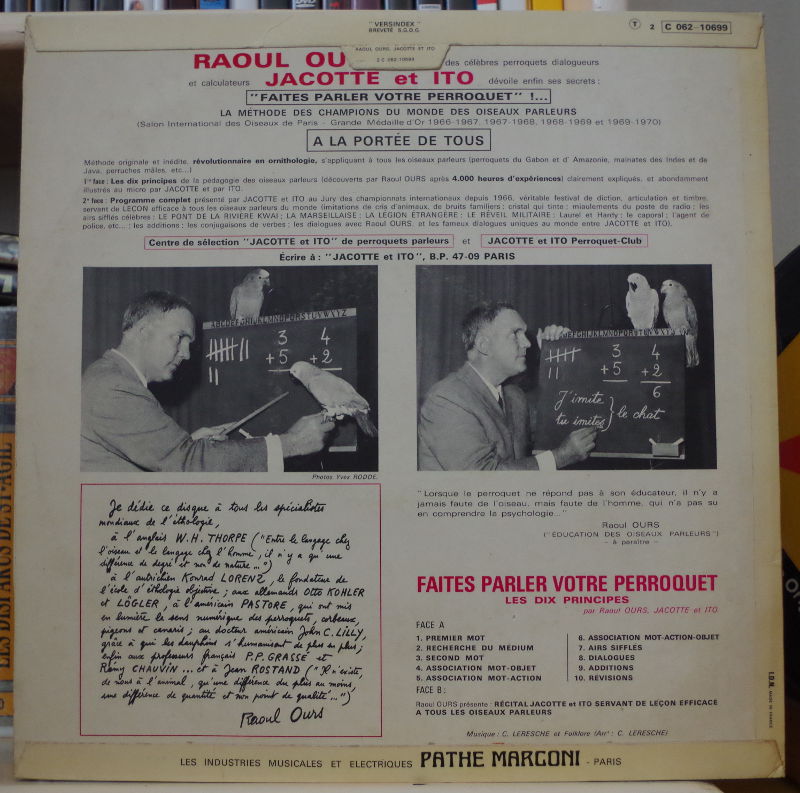 " VERSINDEX "
BREVETÉ S.G.D.G.
T 2 C 062-10699
RAOUL OURS, JACOTTE ET ITO
2 C 062-10699
RAOUL OU des célèbres perroquets dialogueurs
et calculateurs JACOTTE et ITO dévoile enfin ses secrets :
"FAITES PARLER VOTRE PERROQUET" !...
LA MÉTHODE DES CHAMPIONS DU MONDE DES OISEAUX PARLEURS
(Salon International des Oiseaux de Paris - Grande Médaille d'Or 1966-1967, 1967-1968, 1968-1969 et 1969-1970)
A LA PORTÉE DE TOUS
Méthode originale et inédite, révolutionnaire en ornithologie, s'appliquant à tous les oiseaux parleurs (perroquets du Gabon et d' Amazonie, mainates des Indes et de
Java, perruches mâles, etc...)
1re face : Les dix principes de la pédagogie des oiseaux parleurs (découverts par Raoul OURS après 4.000 heures d'expériences) clairement expliqués, et abondamment
illustrés au micro par JACOTTE et par ITO.
2e face : Programme complet présenté par JACOTTE et ITO au Jury des championnats internationaux depuis 1966, véritable festival de diction, articulation et timbre,
servant de LEÇON efficace à tous les oiseaux parleurs du monde (imitations de cris d'animaux, de bruits familiers : cristal qui tinte ; miaulements du poste de radio ; les
airs sifflés célèbres : LE PONT DE LA RIVIÈRE KWAI ; LA MARSEILLAISE ; LA LÉGION ÉTRANGÈRE ; LE RÉVEIL MILITAIRE ; Laurel et Hardy ; le caporal ; l'agent de
police, etc... ; les additions ; les conjugaisons de verbes ; les dialogues avec Raoul OURS, et les fameux dialogues uniques au monde entre JACOTTE et ITO).
Centre de sélection "JACOTTE et ITO" de perroquets parleurs et JACOTTE et ITO Perroquet-Club
Écrire à : "JACOTTE et ITO", B.P. 47-09 PARIS
ABCDEFGHIJKLMNOPQRSTUVWXYZ
3 4
+5 +2
EFGHIJKLMNOPQRSTUVWXYZ
3 4
+5 +2
6
J'imite
tu imites
le chat
Photos Yves RODDE.
Je dédie ce disque à tous les spécialistes
mondiaux de l'éthologie,
à l'anglais W.H. THORPE ("Entre le langage chez
l'oiseau et le langage chez l'homme, il n'y a qu'une
différence de degré et non de nature...")
à l'autrichien Konrad LORENZ, le fondateur de
l'école d'éthologie objective ; aux allemands OTTO KOHLER
et LÖGLER, à l'américain PASTORE, qui ont mis
en lumière le sens numérique des perroquets, corbeaux,
pigeons et canaris ; au docteur américain John C. LILLY,
grâce à qui les dauphins s'humanisent de plus en plus ;
enfin aux professeurs français P.P. GRASSÉ et
Rémy CHAUVIN ... et à Jean ROSTAND ("Il n'existe,
de nous à l'animal, qu'une différence du plus au moins,
une différence de quantité et non point de qualité...")
Raoul Ours
"Lorsque le perroquet ne répond pas à son éducateur, il n'y a
jamais faute de l'oiseau, mais faute de l'homme, qui n'a pas su
en comprendre la psychologie..."
Raoul OURS
("ÉDUCATION DES OISEAUX PARLEURS")
- à paraître -
FAITES PARLER VOTRE PERROQUET
LES DIX PRINCIPES
par Raoul OURS, JACOTTE et ITO
FACE A
1. PREMIER MOT
2. RECHERCHE DU MÉDIUM
3. SECOND MOT
4. ASSOCIATION MOT-OBJET
5. ASSOCIATION MOT-ACTION
6. ASSOCIATION MOT-ACTION-OBJET
7. AIRS SIFFLÉS
8. DIALOGUES
9. ADDITIONS
10. RÉVISIONS
FACE B :
Raoul OURS présente : RÉCITAL JACOTTE et ITO SERVANT DE LEÇON EFFICACE
A TOUS LES OISEAUX PARLEURS
Musique : C. LERESCHE et Folklore (Arrt : C. LERESCHE)
I.D.N. MADE IN FRANCE
LES INDUSTRIES MUSICALES ET ELECTRIQUES PATHE MARCONI - PARIS
LES DISPARUS DE ST-AGIL